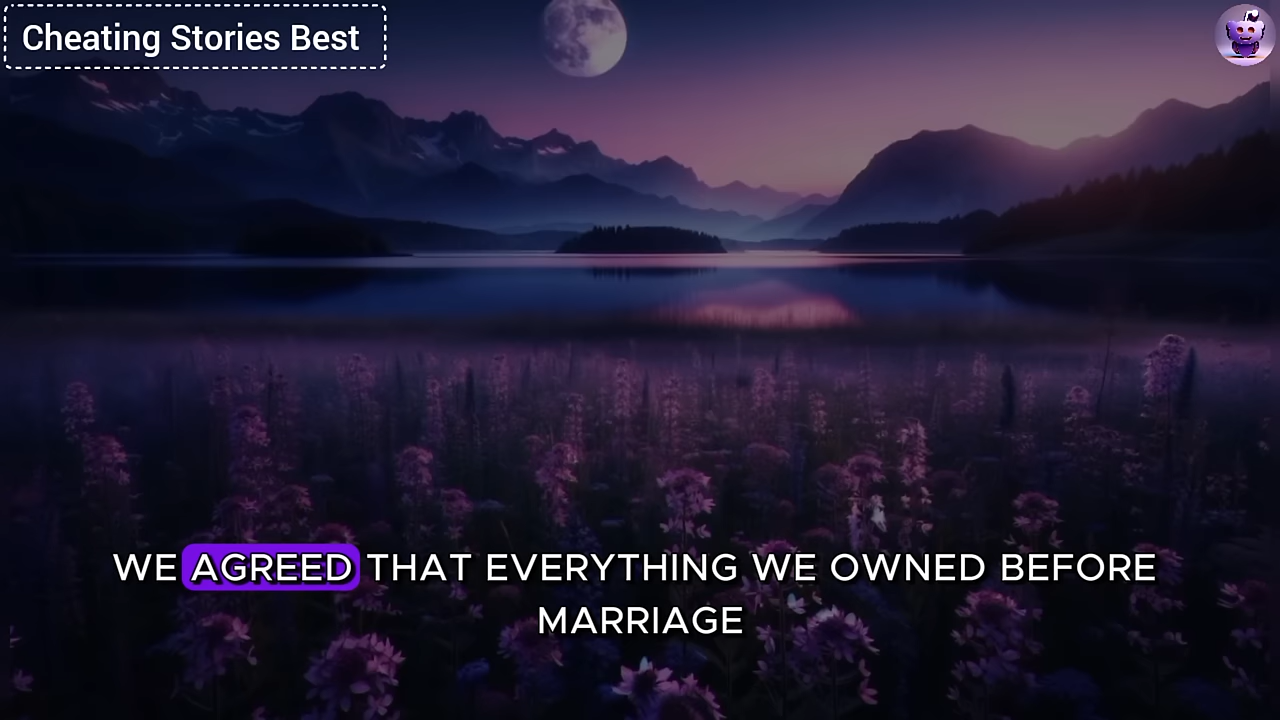 Cheating Stories Best
WE AGREED THAT EVERYTHING WE OWNED BEFORE
MARRIAGE